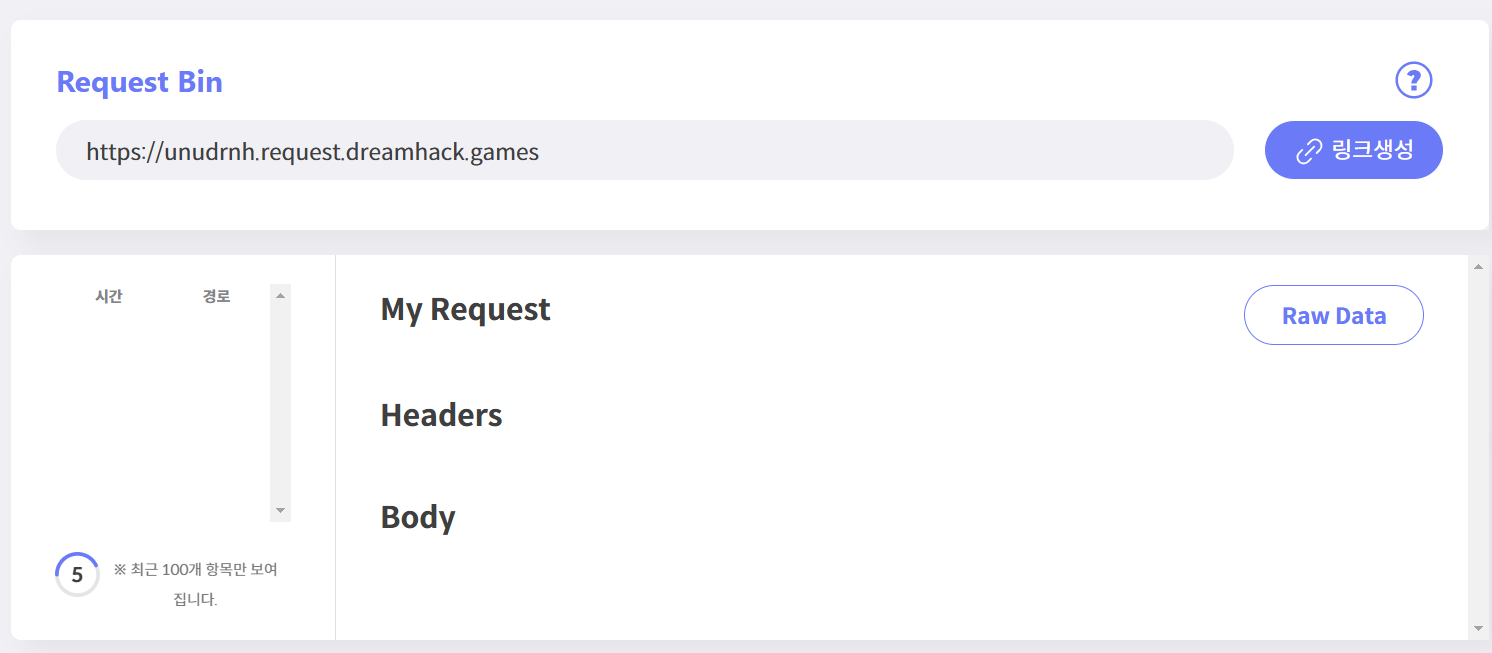 Request Bin
?
https://unudrnh.request.dreamhack.games
링크생성
시간 경로
My Request
Raw Data
Headers
Body
5
※ 최근 100개 항목만 보여
집니다.